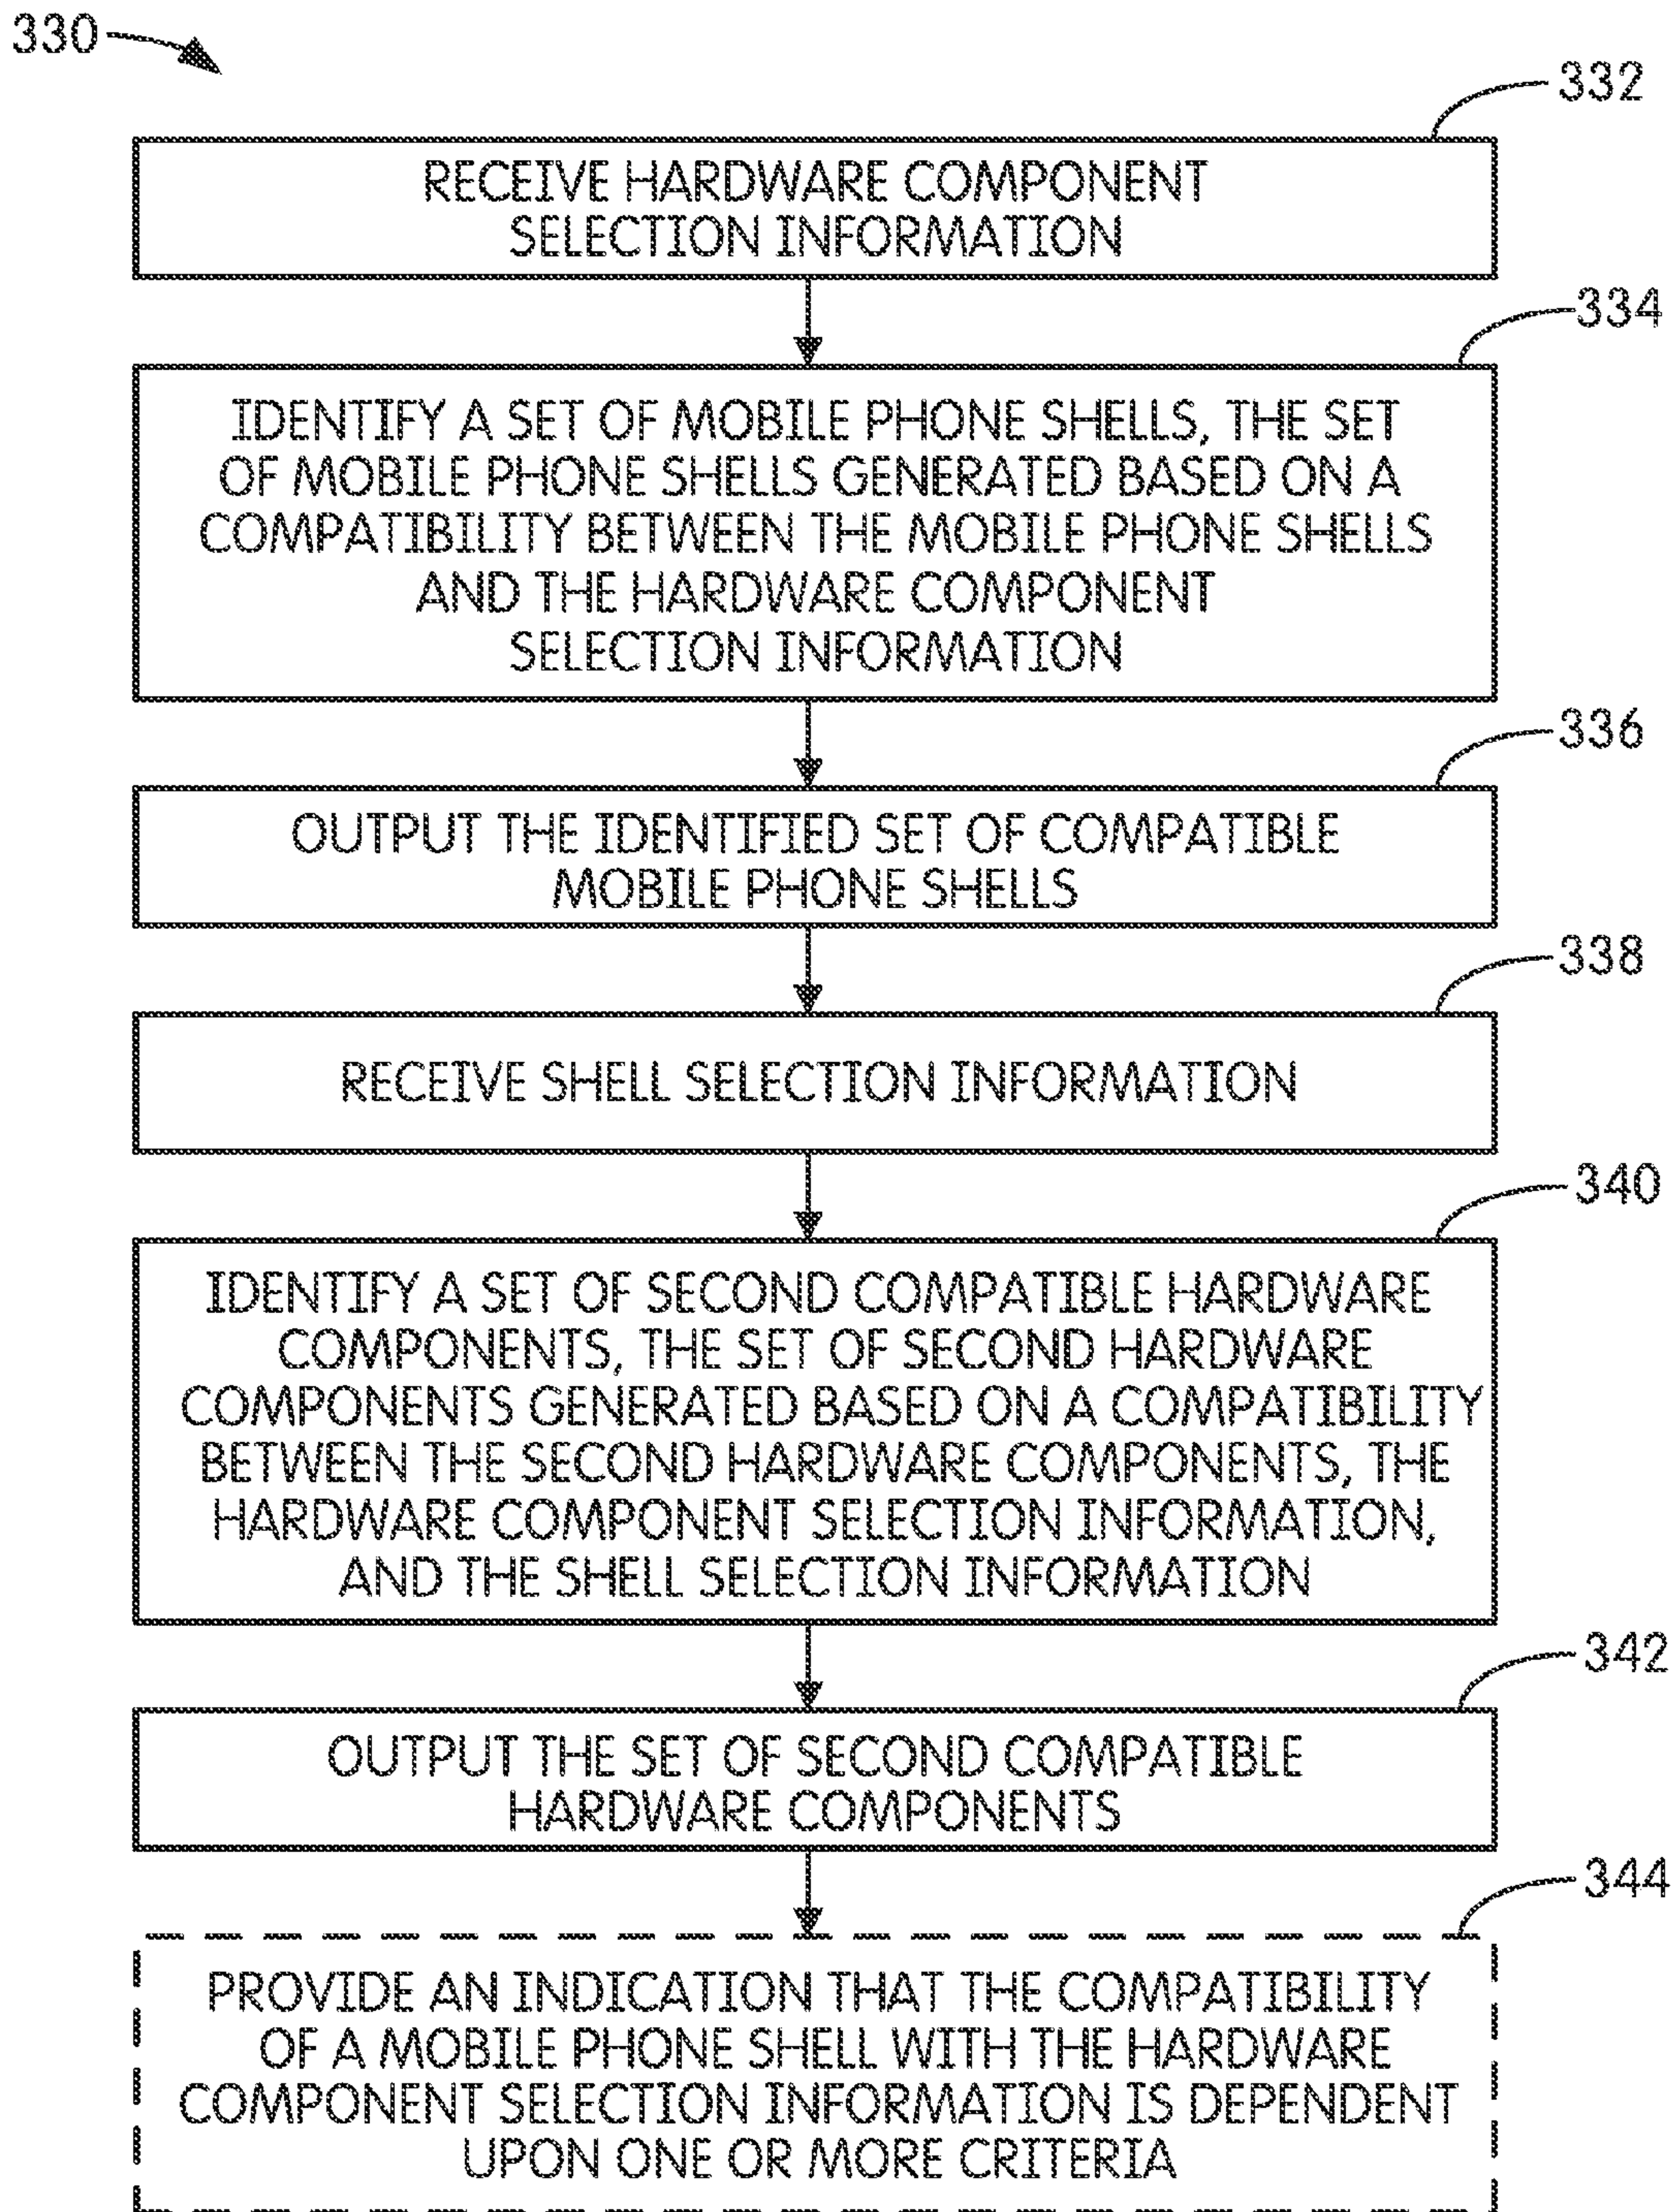 330
332
RECEIVE HARDWARE COMPONENT
SELECTION INFORMATION
334
IDENTIFY A SET OF MOBILE PHONE SHELLS, THE SET
OF MOBILE PHONE SHELLS GENERATED BASED ON A
COMPATIBILITY BETWEEN THE MOBILE PHONE SHELLS
AND THE HARDWARE COMPONENT
SELECTION INFORMATION
336
OUTPUT THE IDENTIFIED SET OF COMPATIBLE
MOBILE PHONE SHELLS
338
RECEIVE SHELL SELECTION INFORMATION
340
IDENTIFY A SET OF SECOND COMPATIBLE HARDWARE
COMPONENTS, THE SET OF SECOND HARDWARE
COMPONENTS GENERATED BASED ON A COMPATIBILITY
BETWEEN THE SECOND HARDWARE COMPONENTS, THE
HARDWARE COMPONENT SELECTION INFORMATION,
AND THE SHELL SELECTION INFORMATION
342
OUTPUT THE SET OF SECOND COMPATIBLE
HARDWARE COMPONENTS
344
PROVIDE AN INDICATION THAT THE COMPATIBILITY
OF A MOBILE PHONE SHELL WITH THE HARDWARE
COMPONENT SELECTION INFORMATION IS DEPENDENT
UPON ONE OR MORE CRITERIA